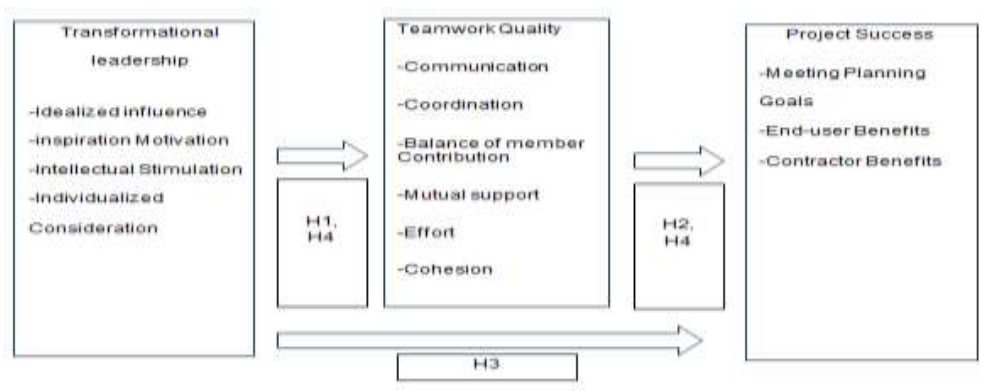 Transformational
leadership
-Idealized influence
-inspiration Motivation
-Intellectual Stimulation
-Individualized
Consideration
H1,
H4
Teamwork Quality
-Communication
-Coordination
-Balance of member
Contribution
-Mutual support
-Effort
-Cohesion
H2,
H4
Project Success
-Meeting Planning
Goals
-End-user Benefits
-Contractor Benefits
H3